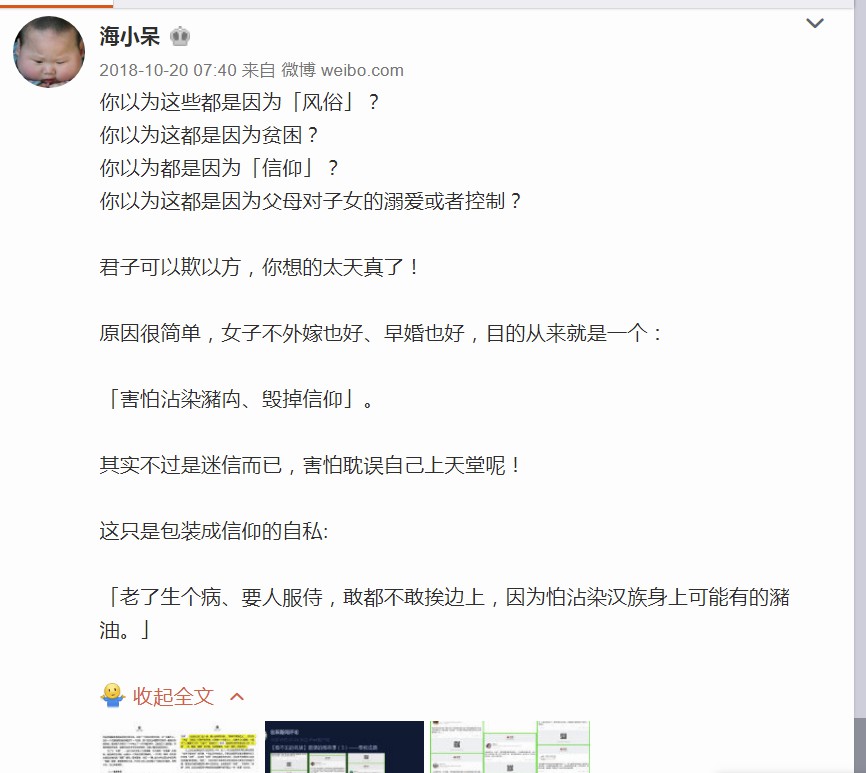 海小呆
2018-10-20 07:40 来自 微博 weibo.com
你以为这些都是因为「风俗」？
你以为这都是因为贫困？
你以为都是因为「信仰」？
你以为这都是因为父母对子女的溺爱或者控制？
君子可以欺以方，你想的太天真了！
原因很简单，女子不外嫁也好、早婚也好，目的从来就是一个：
「害怕沾染豬内、毁掉信仰」。
其实不过是迷信而已，害怕耽误自己上天堂呢！
这只是包装成信仰的自私:
「老了生个病、要人服侍，敢都不敢挨边上，因为怕沾染汉族身上可能有的豬
油。」
收起全文